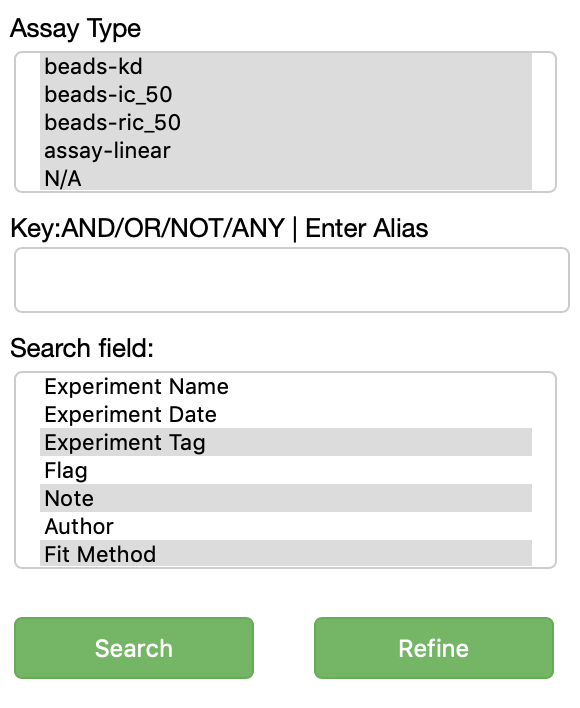 Assay Type
beads-kd
beads-ic_50
beads-ric_50
assay-linear
N/A
Key:AND/OR/NOT/ANY | Enter Alias
Search field:
Experiment Name
Experiment Date
Experiment Tag
Flag
Note
Author
Fit Method
Search
Refine